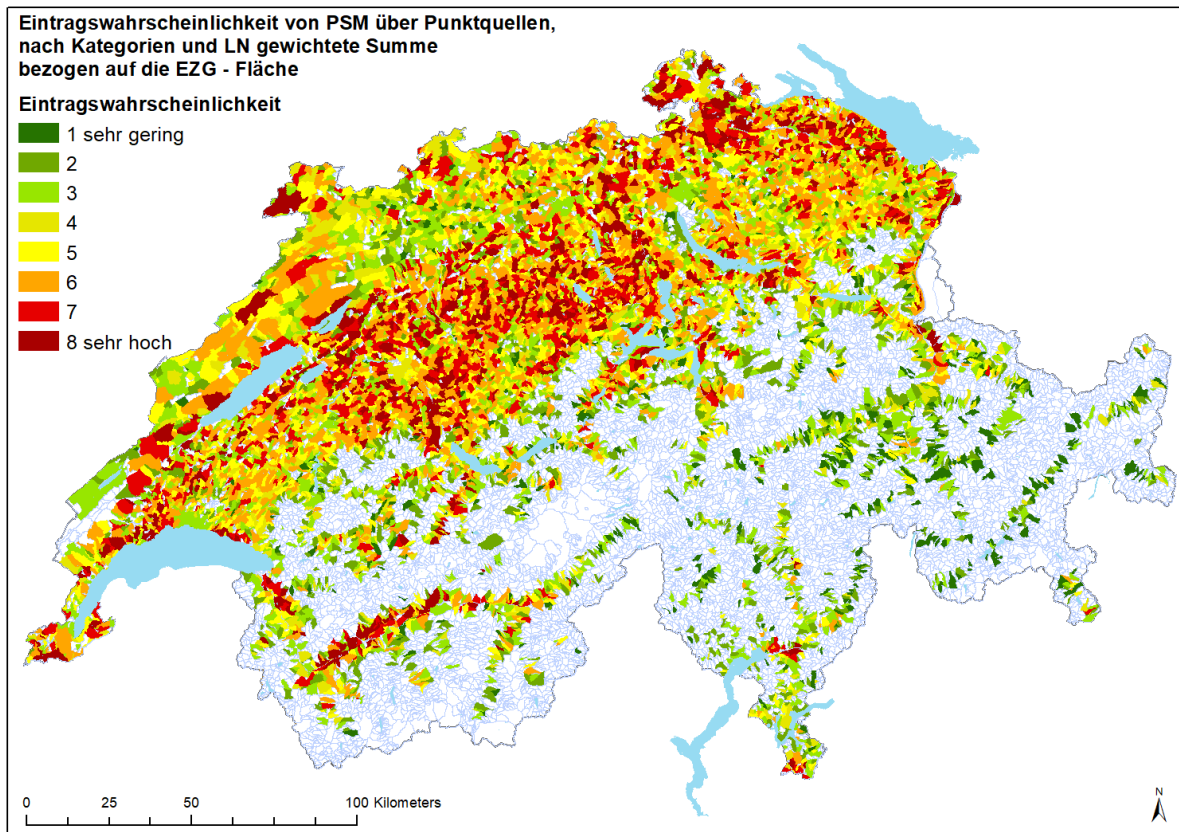 Eintragswahrscheinlichkeit von PSM über Punktquellen,
nach Kategorien und LN gewichtete Summe
bezogen auf die EZG - Fläche
Eintragswahrscheinlichkeit
1 sehr gering
2
3
4
5
6
7
8 sehr hoch
0 25 50 100 Kilometers
N